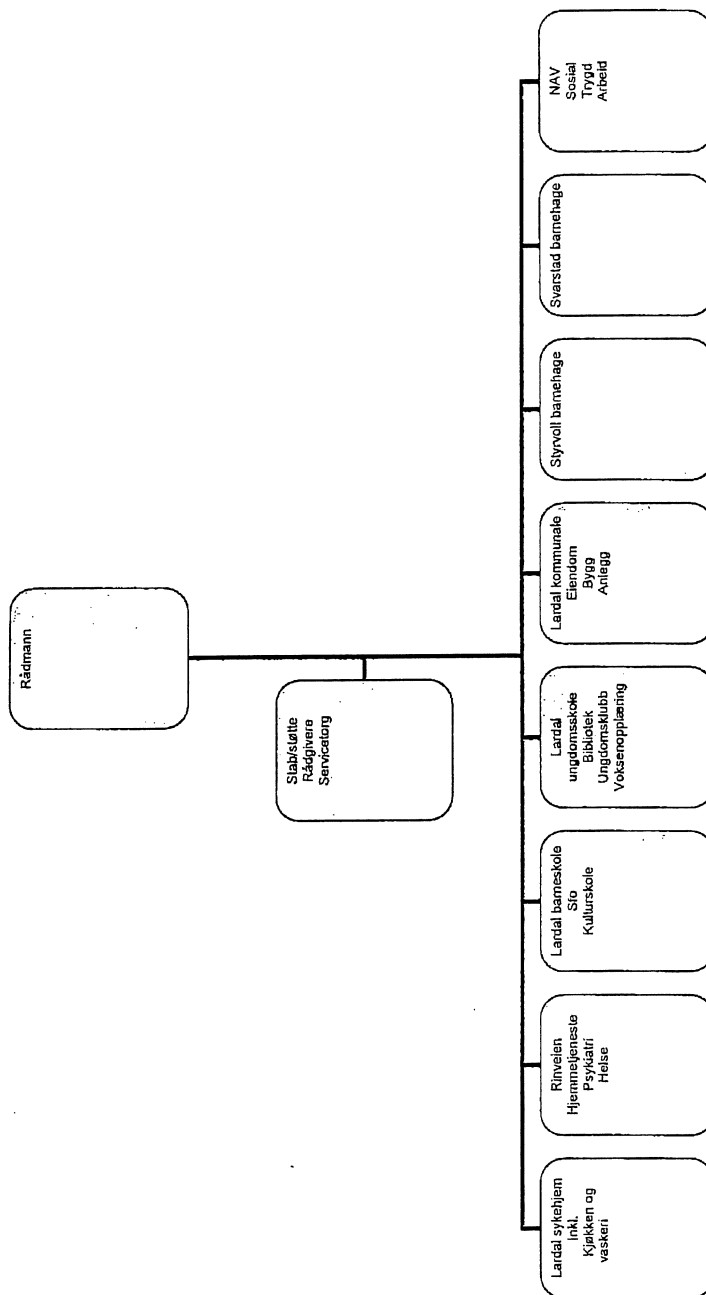 Rådmann
Stab/støtte
Rådgivere
Servicetorg
Lardal sykehjem
Inkl.
Kjøkken og
vaskeri
Rinveien
Hjemmetjeneste
Psykiatri
Helse
Lardal barneskole
Sfo
Kulturskole
Lardal
ungdomsskole
Bibliotek
Ungdomsklubb
Voksenopplæring
Lardal kommunale
Eiendom
Bygg
Anlegg
Styrvoll barnehage
Svarstad barnehage
NAV
Sosial
Trygd
Arbeid